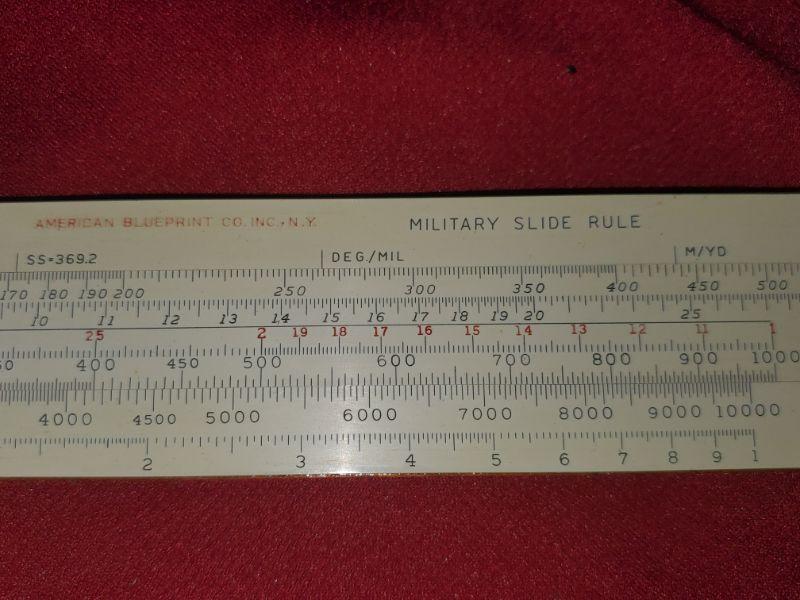 AMERICAN BLUEPRINT CO. INC., N.Y. MILITARY SLIDE RULE
SS=369.2 DEG./MIL M/YD
170 180 190 200 250 300 350 400 450 500
10 11 12 13 14 15 16 17 18 19 20 25
25 2 19 18 17 16 15 14 13 12 11 1
50 400 450 500 600 700 800 900 1000
4000 4500 5000 6000 7000 8000 9000 10000
2 3 4 5 6 7 8 9 1